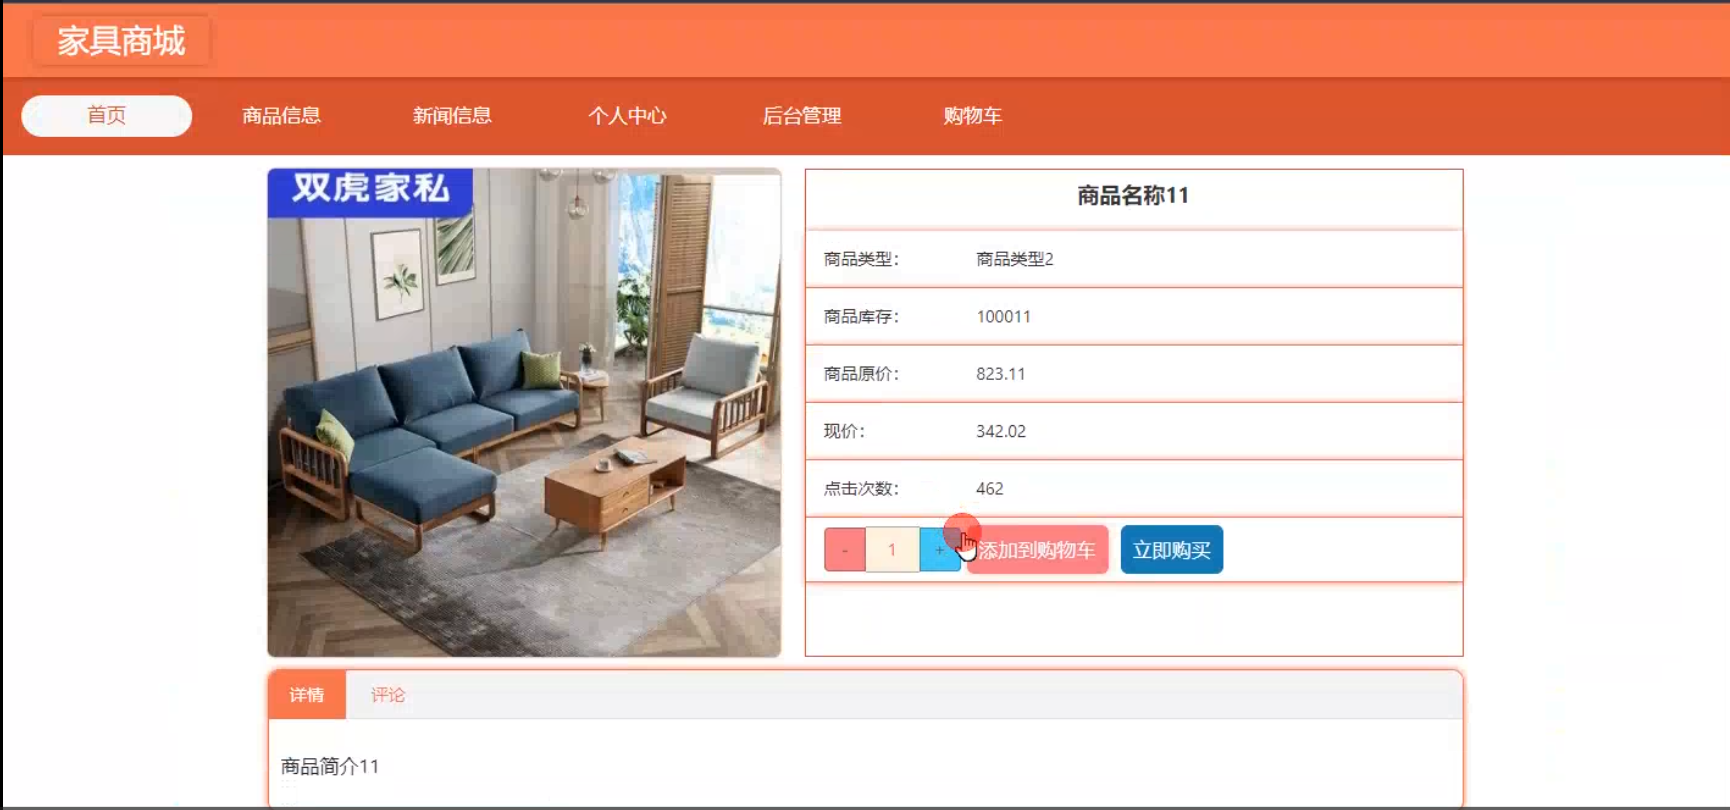 家具商城
首页 商品信息 新闻信息 个人中心 后台管理 购物车
双虎家私
商品名称11
商品类型: 商品类型2
商品库存: 100011
商品原价: 823.11
现价: 342.02
点击次数: 462
- 1 + 添加到购物车 立即购买
详情 评论
商品简介11